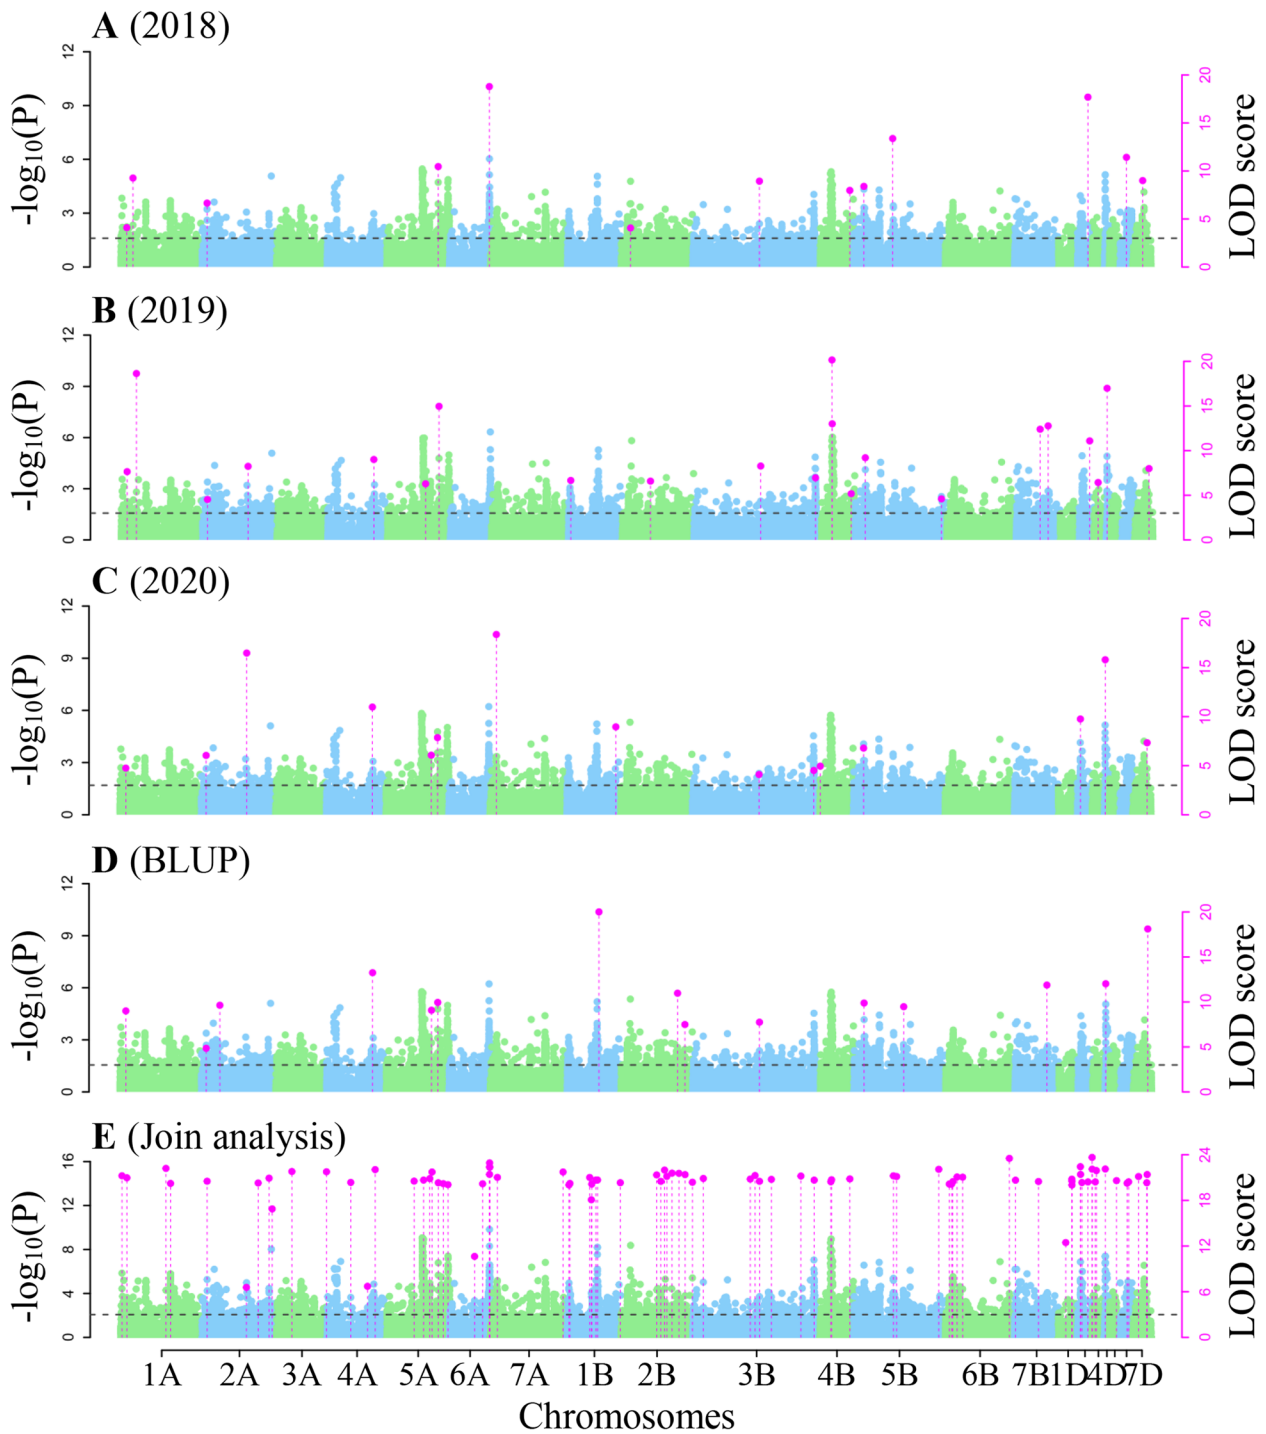 A (2018)
-log10(P)
12
9
6
3
0
20
15
10
5
0
LOD score
B (2019)
-log10(P)
12
9
6
3
0
20
15
10
5
0
LOD score
C (2020)
-log10(P)
12
9
6
3
0
20
15
10
5
0
LOD score
D (BLUP)
-log10(P)
12
9
6
3
0
20
15
10
5
0
LOD score
E (Join analysis)
-log10(P)
16
12
8
4
0
24
18
12
6
0
LOD score
1A 2A 3A 4A 5A 6A 7A 1B 2B 3B 4B 5B 6B 7B 1D 4D 7D
Chromosomes